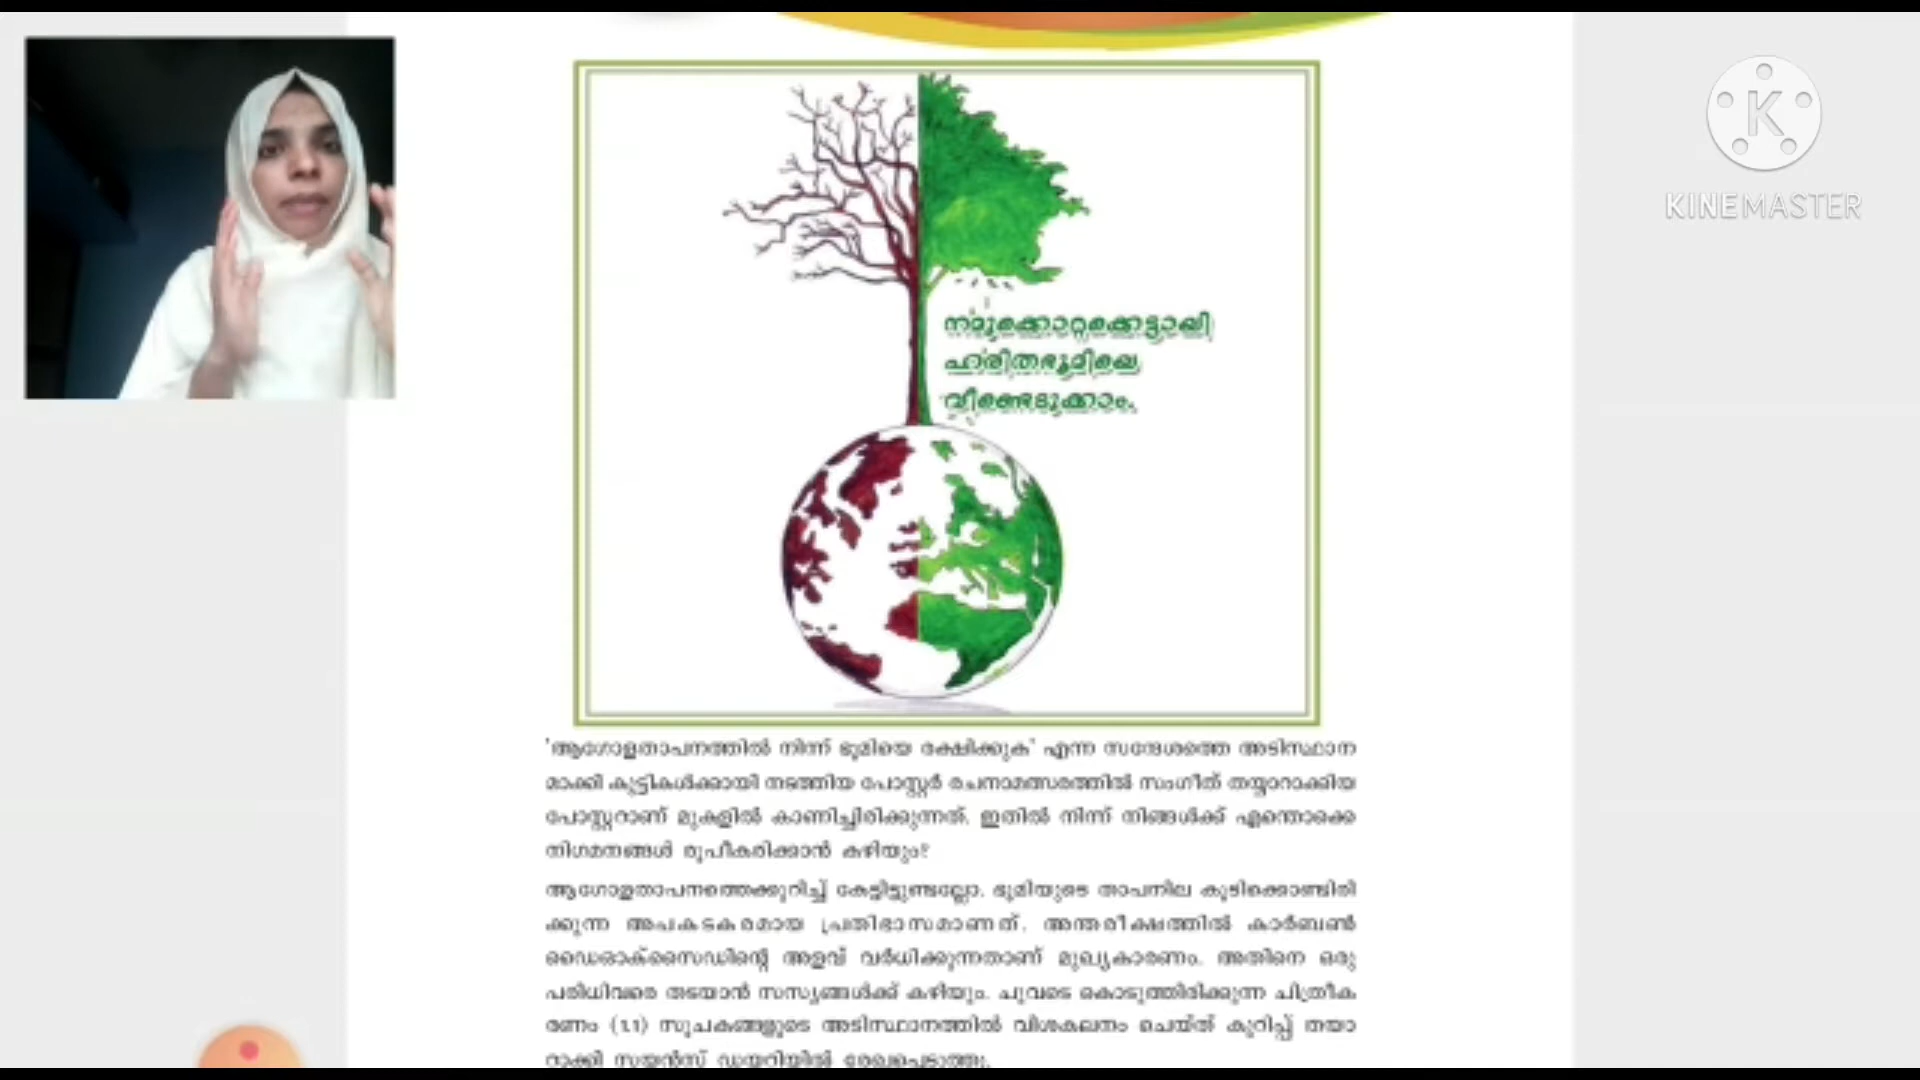 KINEMASTER
നമുക്കൊറ്റക്കെട്ടായി
ഹരിതഭൂമിയെ
വീണ്ടെടുക്കാം.
'ആഗോളതാപനത്തിൽ നിന്ന് ഭൂമിയെ രക്ഷിക്കുക' എന്ന സന്ദേശത്തെ അടിസ്ഥാന
മാക്കി കുട്ടികൾക്കായി നടത്തിയ പോസ്റ്റർ രചനാമത്സരത്തിൽ സംഗീത് തയ്യാറാക്കിയ
പോസ്റ്ററാണ് മുകളിൽ കാണിച്ചിരിക്കുന്നത്. ഇതിൽ നിന്ന് നിങ്ങൾക്ക് എന്തൊക്കെ
നിഗമനങ്ങൾ രൂപീകരിക്കാൻ കഴിയും?
ആഗോളതാപനത്തെക്കുറിച്ച് കേട്ടിട്ടുണ്ടല്ലോ. ഭൂമിയുടെ താപനില കൂടിക്കൊണ്ടിരി
ക്കുന്ന അപകടകരമായ പ്രതിഭാസമാണത്. അന്തരീക്ഷത്തിൽ കാർബൺ
ഡൈഓക്സൈഡിന്റെ അളവ് വർധിക്കുന്നതാണ് മുഖ്യകാരണം. അതിനെ ഒരു
പരിധിവരെ തടയാൻ സസ്യങ്ങൾക്ക് കഴിയും. ചുവടെ കൊടുത്തിരിക്കുന്ന ചിത്രീക
രണം (1.1) സൂചകങ്ങളുടെ അടിസ്ഥാനത്തിൽ വിശകലനം ചെയ്ത് കുറിപ്പ് തയാ
റാക്കി സയൻസ് ഡയറിയിൽ രേഖപ്പെടുത്തൂ.